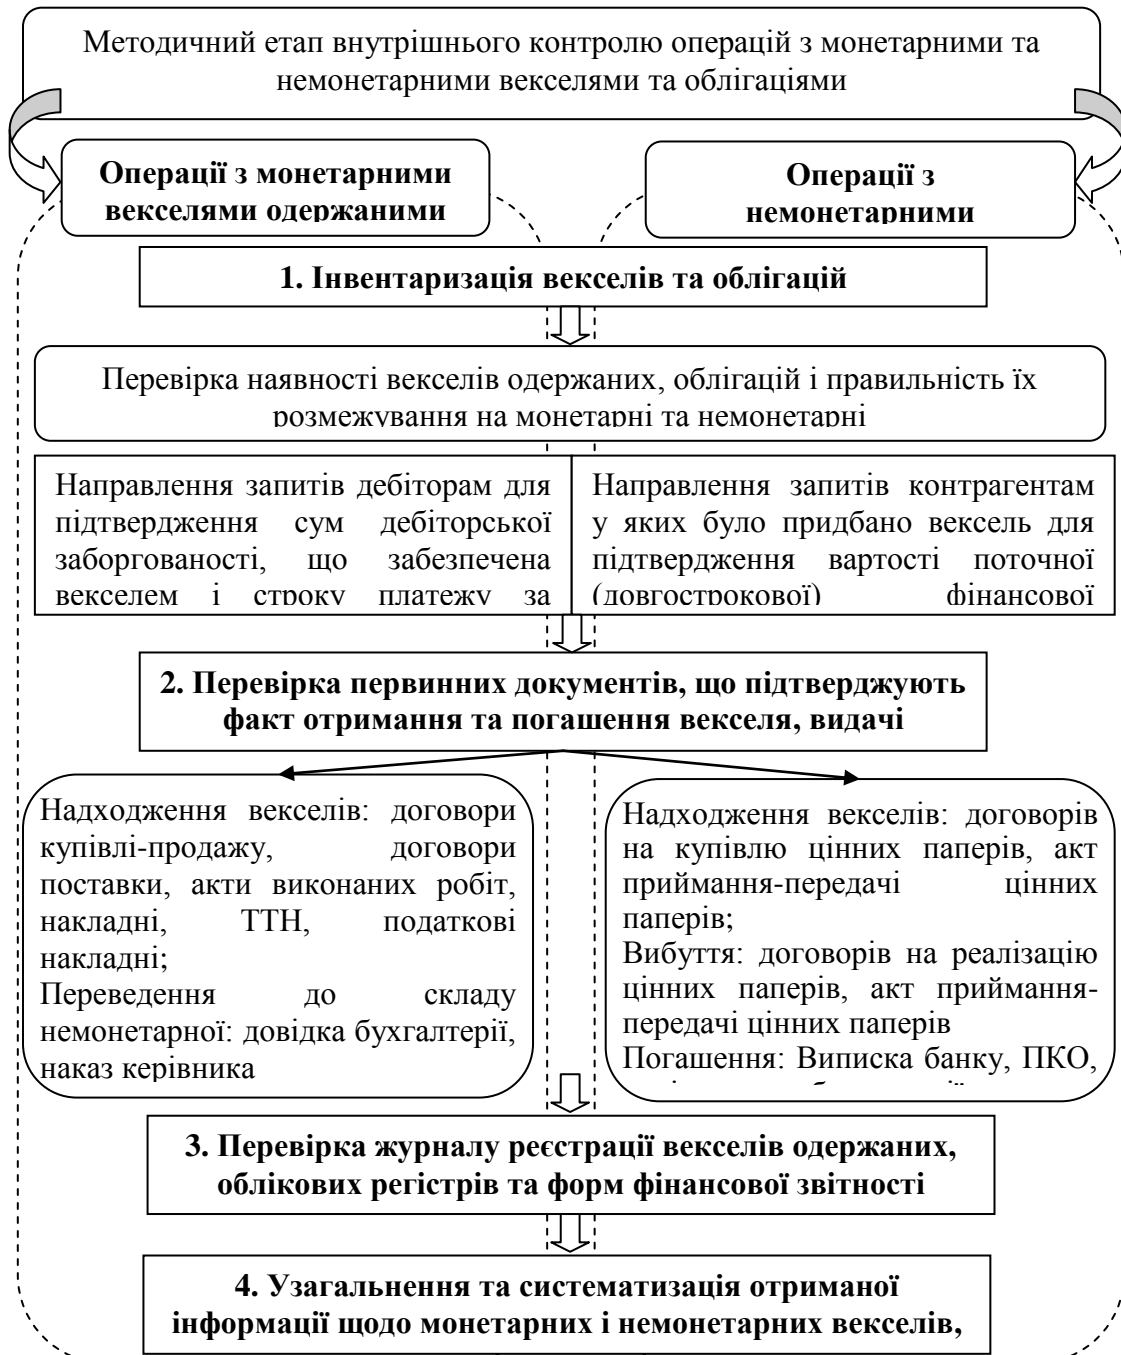 Методичний етап внутрішнього контролю операцій з монетарними та
немонетарними векселями та облігаціями
Операції з монетарними
векселями одержаними
Операції з
немонетарними
1. Інвентаризація векселів та облігацій
Перевірка наявності векселів одержаних, облігацій і правильність їх
розмежування на монетарні та немонетарні
Направлення запитів дебіторам для
підтвердження сум дебіторської
заборгованості, що забезпечена
векселем і строку платежу за
Направлення запитів контрагентам
у яких було придбано вексель для
підтвердження вартості поточної
(довгострокової) фінансової
2. Перевірка первинних документів, що підтверджують
факт отримання та погашення векселя, видачі
Надходження векселів: договори
купівлі-продажу, договори
поставки, акти виконаних робіт,
накладні, ТТН, податкові
накладні;
Переведення до складу
немонетарної: довідка бухгалтерії,
наказ керівника
Надходження векселів: договорів
на купівлю цінних паперів, акт
приймання-передачі цінних
паперів;
Вибуття: договорів на реалізацію
цінних паперів, акт приймання-
передачі цінних паперів
Погашення: Виписка банку, ПКО,
3. Перевірка журналу реєстрації векселів одержаних,
облікових регістрів та форм фінансової звітності
4. Узагальнення та систематизація отриманої
інформації щодо монетарних і немонетарних векселів,